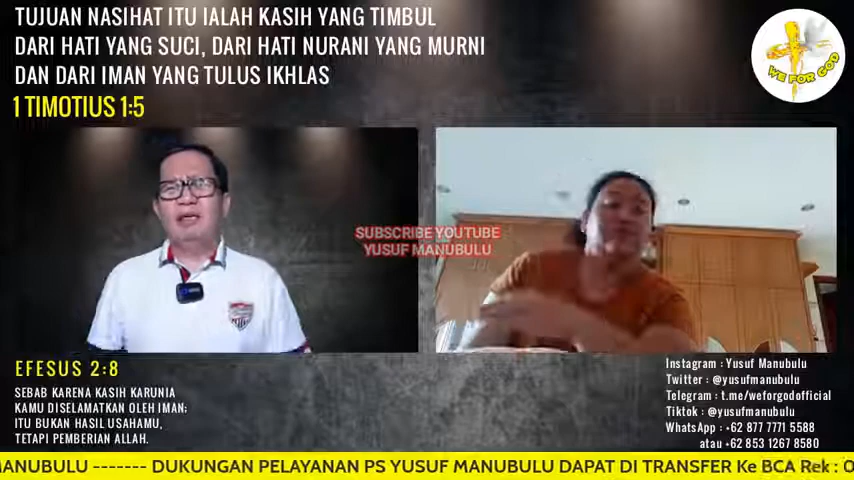 TUJUAN NASIHAT ITU IALAH KASIH YANG TIMBUL
DARI HATI YANG SUCI, DARI HATI NURANI YANG MURNI
DAN DARI IMAN YANG TULUS IKHLAS
1 TIMOTIUS 1:5
WE FOR GOD
SUBSCRIBE YOUTUBE
YUSUF MANUBULU
EFESUS 2:8
SEBAB KARENA KASIH KARUNIA
KAMU DISELAMATKAN OLEH IMAN;
ITU BUKAN HASIL USAHAMU,
TETAPI PEMBERIAN ALLAH.
Instagram : Yusuf Manubulu
Twitter : @yusufmanubulu
Telegram : t.me/weforgodofficial
Tiktok : @yusufmanubulu
WhatsApp : +62 877 7771 5588
atau +62 853 1267 8580
MANUBULU ------- DUKUNGAN PELAYANAN PS YUSUF MANUBULU DAPAT DI TRANSFER Ke BCA Rek : 0